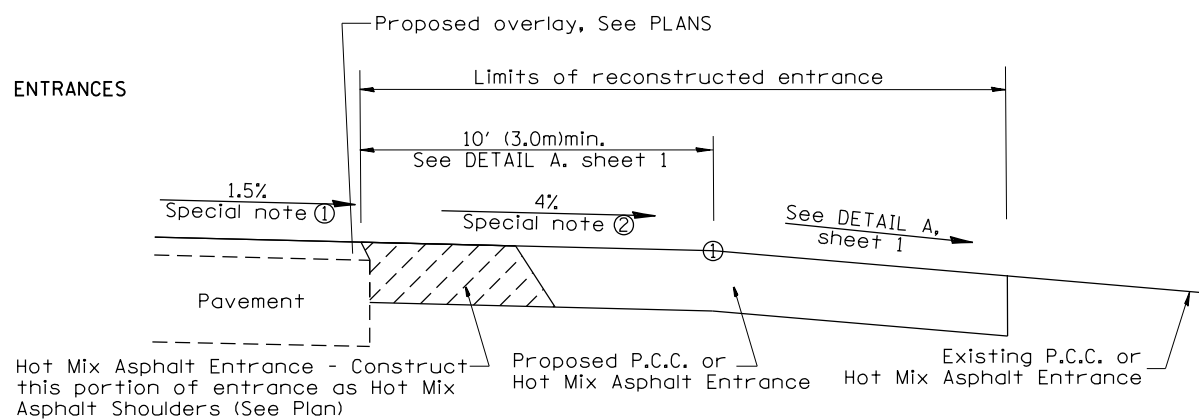 Proposed overlay, See PLANS
ENTRANCES
Limits of reconstructed entrance
10' (3.0m)min.
See DETAIL A. sheet 1
1.5%
Special note ①
4%
Special note ②
See DETAIL A,
sheet 1
①
Pavement
Hot Mix Asphalt Entrance - Construct
this portion of entrance as Hot Mix
Asphalt Shoulders (See Plan)
Proposed P.C.C. or
Hot Mix Asphalt Entrance
Existing P.C.C. or
Hot Mix Asphalt Entrance